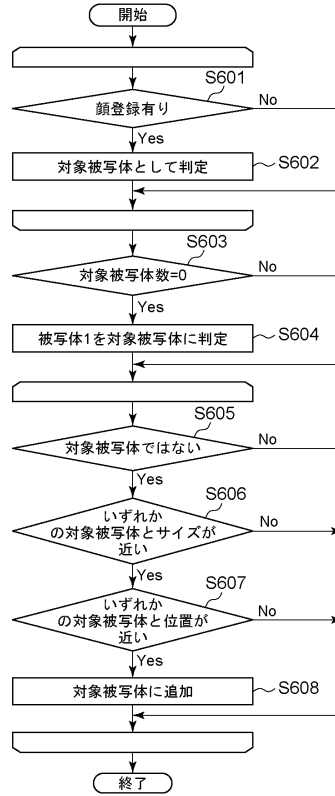 開始
S601
顔登録有り
No
Yes
対象被写体として判定
S602
S603
対象被写体数=0
No
Yes
被写体1を対象被写体に判定
S604
S605
対象被写体ではない
No
Yes
S606
いずれか
の対象被写体とサイズが
近い
No
Yes
S607
いずれか
の対象被写体と位置が
近い
No
Yes
対象被写体に追加
S608
終了